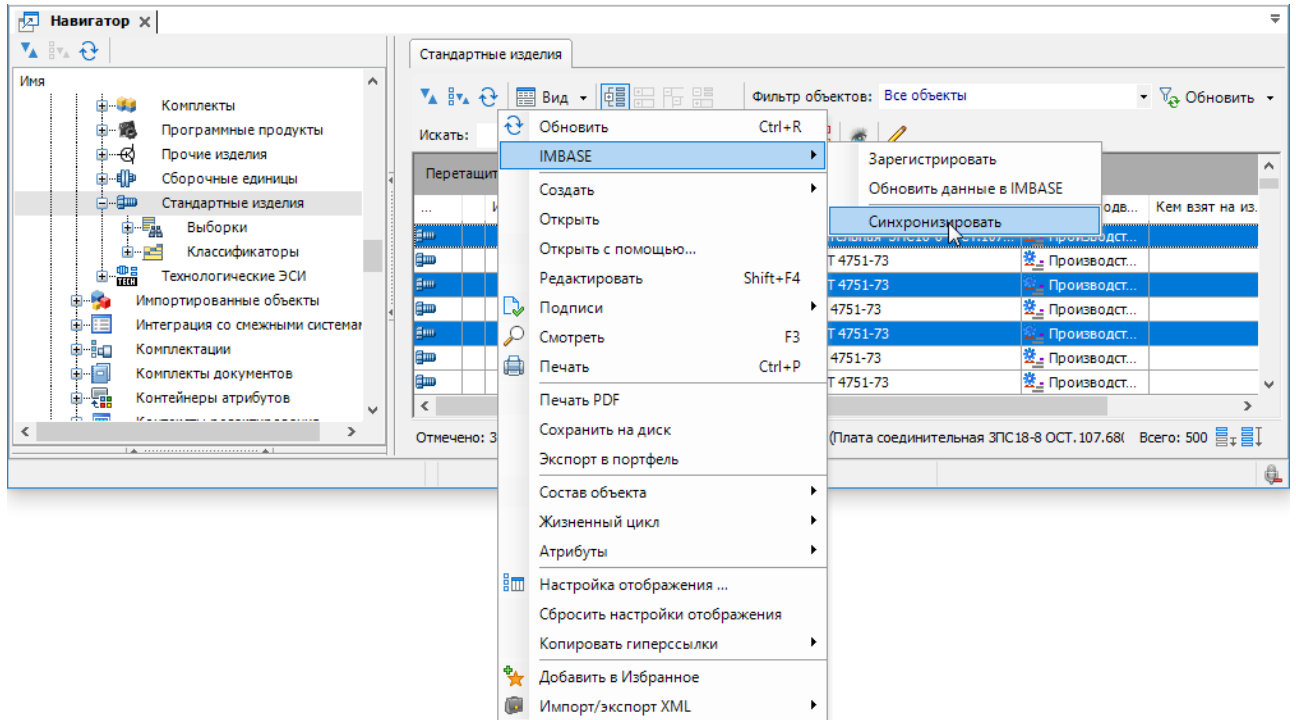 Навигатор
Имя
Комплекты
Программные продукты
Прочие изделия
Сборочные единицы
Стандартные изделия
Выборки
Классификаторы
Технологические ЭСИ
Импортированные объекты
Интеграция со смежными система
Комплектации
Комплекты документов
Контейнеры атрибутов
Стандартные изделия
Вид
Фильтр объектов: Все объекты
Обновить
Искать:
Перетащит
... Кем взят на из.
Производст...
Т 4751-73 Производст...
Т 4751-73 Производст...
4751-73 Производст...
Т 4751-73 Производст...
4751-73 Производст...
Т 4751-73 Производст...
Отмечено: 3 (Плата соединительная 3ПС18-8 ОСТ.107.68 Всего: 500
Обновить Ctrl+R
IMBASE
Создать
Открыть
Открыть с помощью...
Редактировать Shift+F4
Подписи
Смотреть F3
Печать Ctrl+P
Печать PDF
Сохранить на диск
Экспорт в портфель
Состав объекта
Жизненный цикл
Атрибуты
Настройка отображения ...
Сбросить настройки отображения
Копировать гиперссылки
Добавить в Избранное
Импорт/экспорт XML
Зарегистрировать
Обновить данные в IMBASE
Синхронизировать